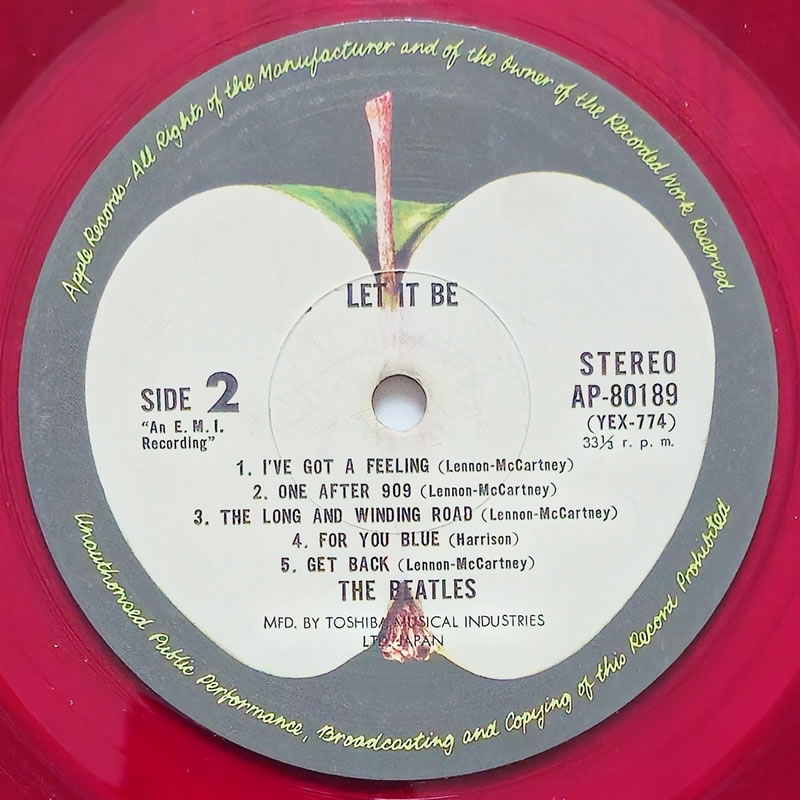 Apple Records-All Rights of the Manufacturer and of the Owner of the Recorded Work Reserved
LET IT BE
STEREO
SIDE 2
AP-80189
"An E. M. I.
Recording"
(YEX-774)
33⅓ r. p. m.
1. I'VE GOT A FEELING (Lennon-McCartney)
2. ONE AFTER 909 (Lennon-McCartney)
3. THE LONG AND WINDING ROAD (Lennon-McCartney)
4. FOR YOU BLUE (Harrison)
5. GET BACK (Lennon-McCartney)
THE BEATLES
MFD. BY TOSHIBA MUSICAL INDUSTRIES
LTD. JAPAN
Unauthorised Public Performance, Broadcasting and Copying of this Record Prohibited